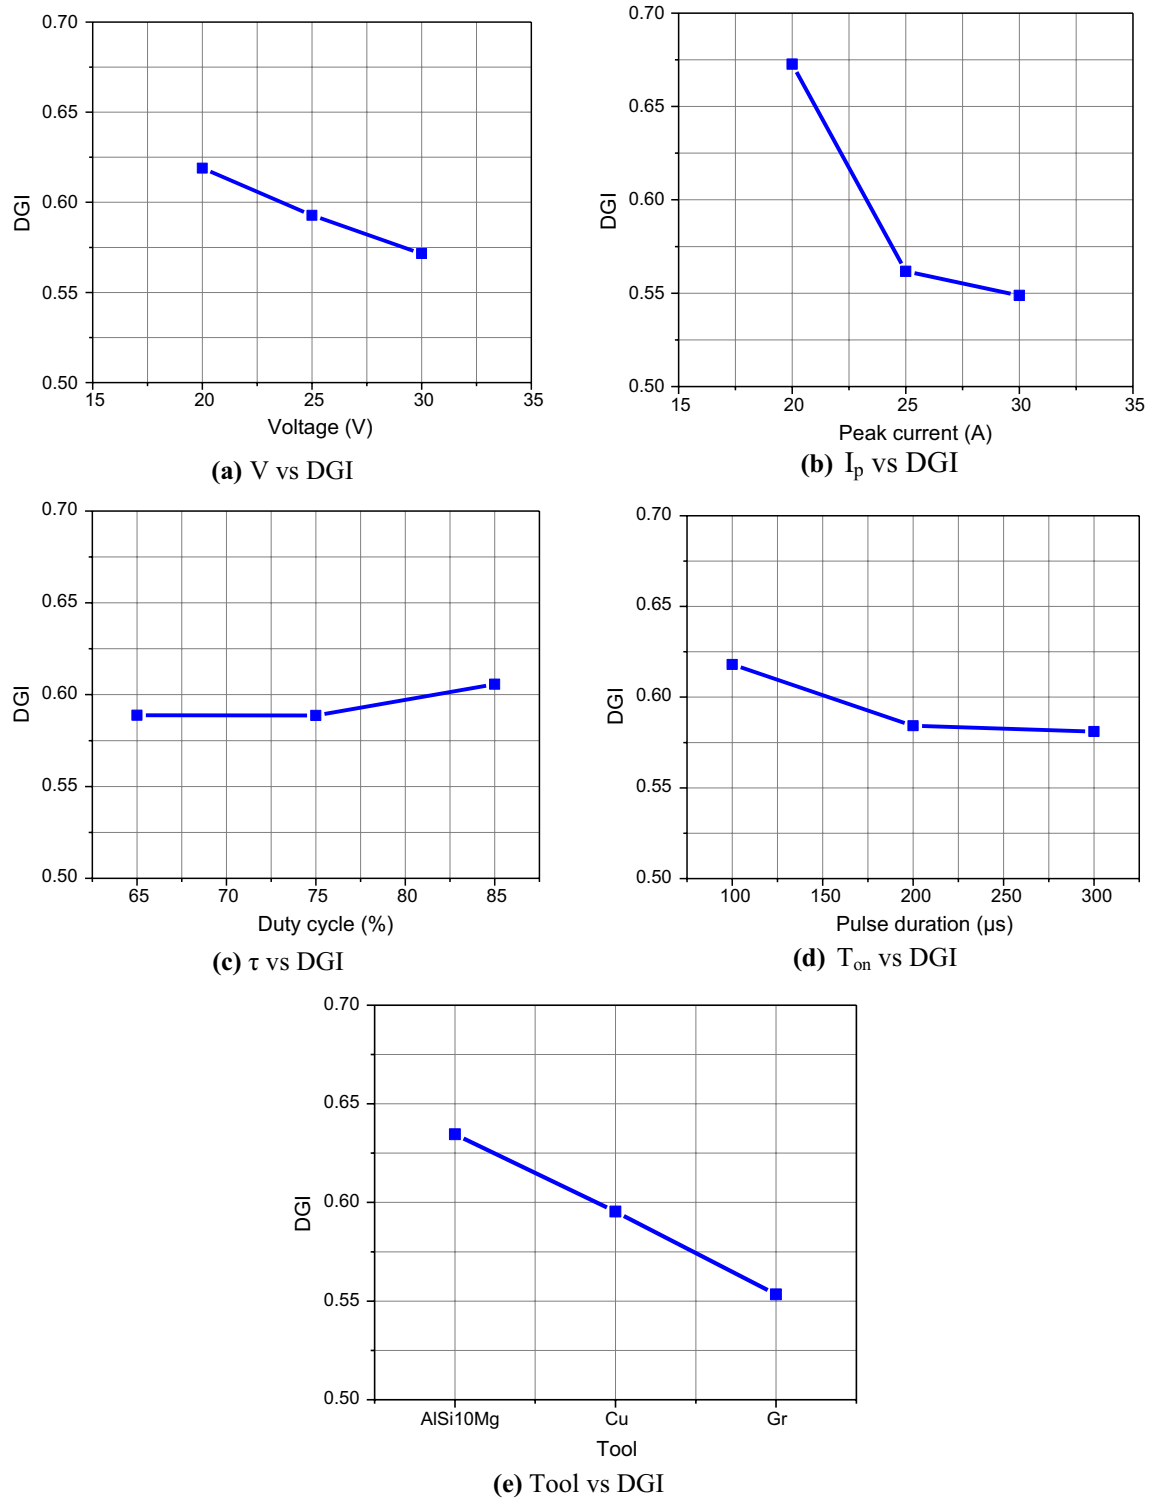 0.70
0.65
0.60
0.55
0.50
DGI
15 20 25 30 35
Voltage (V)
(a) V vs DGI
0.70
0.65
0.60
0.55
0.50
DGI
15 20 25 30 35
Peak current (A)
(b) Ip vs DGI
0.70
0.65
0.60
0.55
0.50
DGI
65 70 75 80 85
Duty cycle (%)
(c) τ vs DGI
0.70
0.65
0.60
0.55
0.50
DGI
100 150 200 250 300
Pulse duration (µs)
(d) Ton vs DGI
0.70
0.65
0.60
0.55
0.50
DGI
AlSi10Mg Cu Gr
Tool
(e) Tool vs DGI